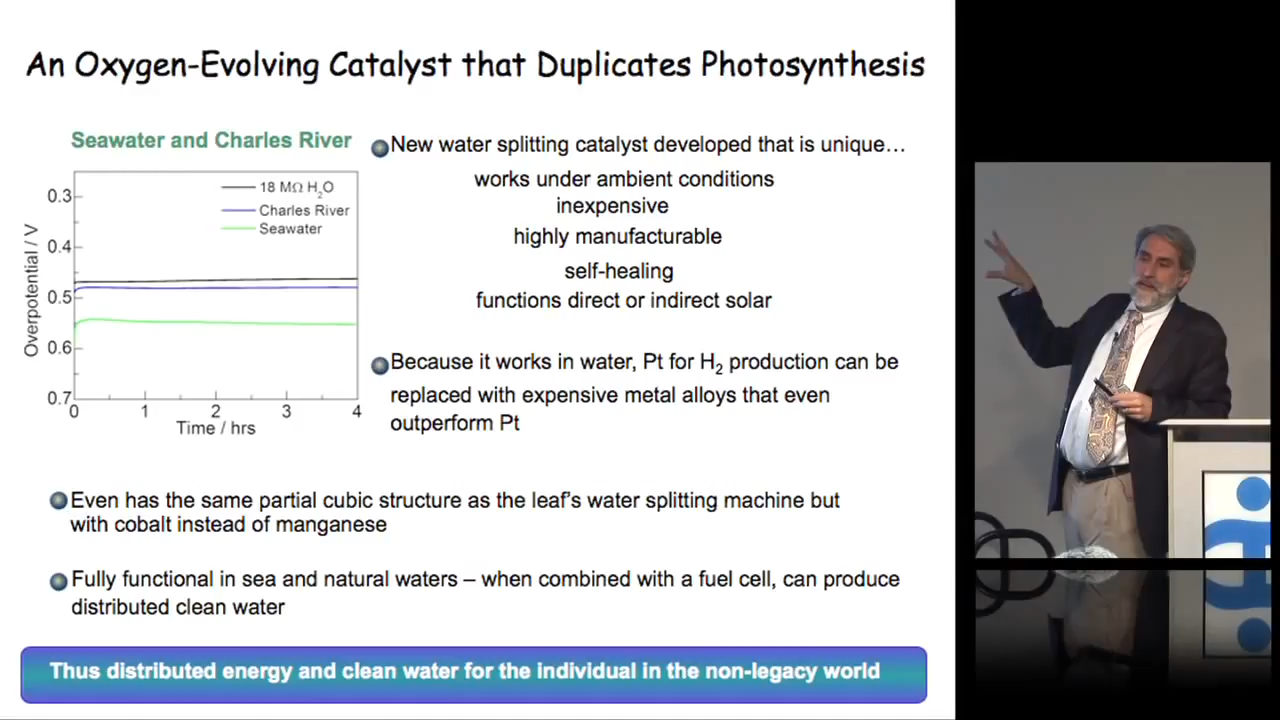 An Oxygen-Evolving Catalyst that Duplicates Photosynthesis
Seawater and Charles River
18 MΩ H₂O
Charles River
Seawater
Overpotential / V
0.3
0.4
0.5
0.6
0.7
0
1
2
3
4
Time / hrs
New water splitting catalyst developed that is unique…
works under ambient conditions
inexpensive
highly manufacturable
self-healing
functions direct or indirect solar
Because it works in water, Pt for H₂ production can be
replaced with expensive metal alloys that even
outperform Pt
Even has the same partial cubic structure as the leaf's water splitting machine but
with cobalt instead of manganese
Fully functional in sea and natural waters – when combined with a fuel cell, can produce
distributed clean water
Thus distributed energy and clean water for the individual in the non-legacy world